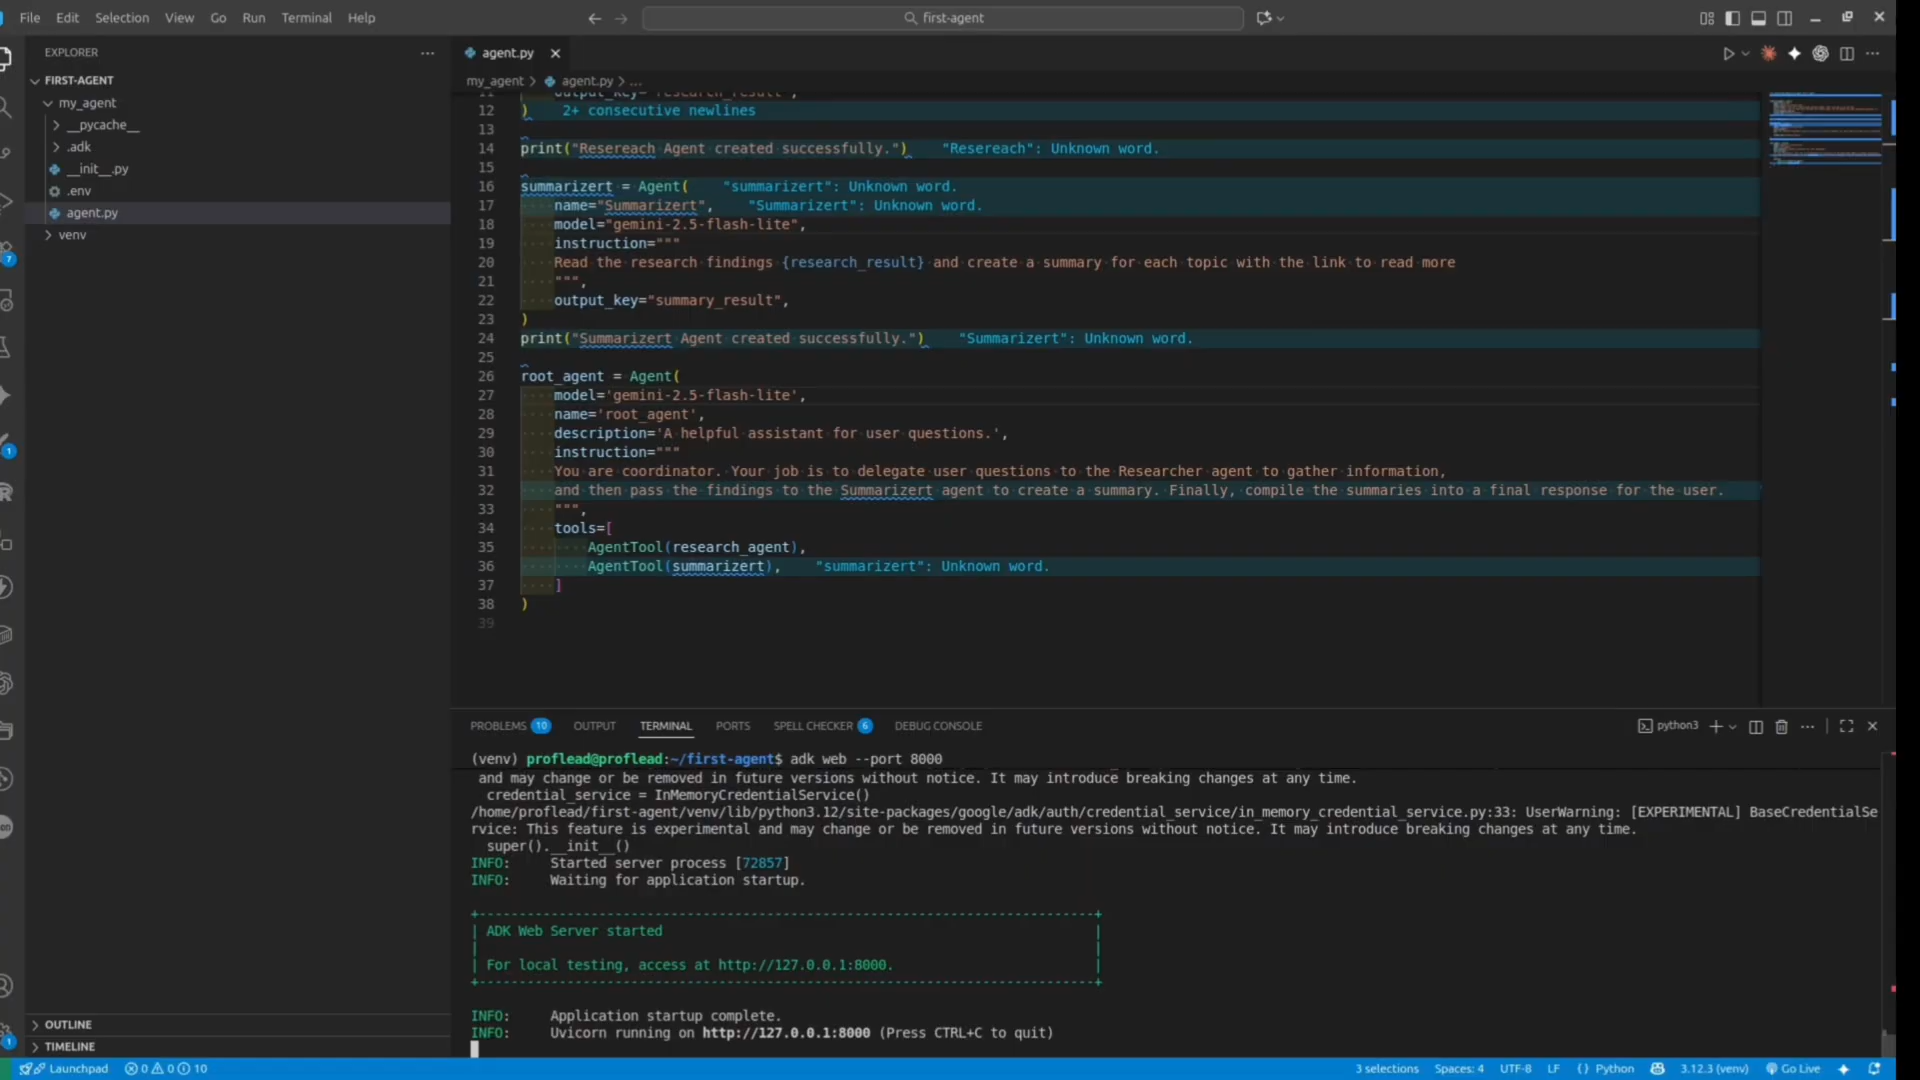 File Edit Selection View Go Run Terminal Help
first-agent
EXPLORER
FIRST-AGENT
my_agent
__pycache__
.adk
__init__.py
.env
agent.py
venv
OUTLINE
TIMELINE
agent.py
my_agent > agent.py > ...
11 output_key="research_result",
12 ) 2+ consecutive newlines
13
14 print("Resereach Agent created successfully.") "Resereach": Unknown word.
15
16 summarizert = Agent( "summarizert": Unknown word.
17 name="Summarizert", "Summarizert": Unknown word.
18 model="gemini-2.5-flash-lite",
19 instruction="""
20 Read the research findings {research_result} and create a summary for each topic with the link to read more
21 """,
22 output_key="summary_result",
23 )
24 print("Summarizert Agent created successfully.") "Summarizert": Unknown word.
25
26 root_agent = Agent(
27 model='gemini-2.5-flash-lite',
28 name='root_agent',
29 description='A helpful assistant for user questions.',
30 instruction="""
31 You are coordinator. Your job is to delegate user questions to the Researcher agent to gather information,
32 and then pass the findings to the Summarizert agent to create a summary. Finally, compile the summaries into a final response for the user.
33 """,
34 tools=[
35 AgentTool(research_agent),
36 AgentTool(summarizert), "summarizert": Unknown word.
37 ]
38 )
39
PROBLEMS 10 OUTPUT TERMINAL PORTS SPELL CHECKER 6 DEBUG CONSOLE
python3
(venv) proflead@proflead:~/first-agent$ adk web --port 8000
and may change or be removed in future versions without notice. It may introduce breaking changes at any time.
credential_service = InMemoryCredentialService()
/home/proflead/first-agent/venv/lib/python3.12/site-packages/google/adk/auth/credential_service/in_memory_credential_service.py:33: UserWarning: [EXPERIMENTAL] BaseCredentialSe
rvice: This feature is experimental and may change or be removed in future versions without notice. It may introduce breaking changes at any time.
super().__init__()
INFO: Started server process [72857]
INFO: Waiting for application startup.
+-----------------------------------------------------------------------------+
| ADK Web Server started |
| |
| For local testing, access at http://127.0.0.1:8000. |
+-----------------------------------------------------------------------------+
INFO: Application startup complete.
INFO: Uvicorn running on http://127.0.0.1:8000 (Press CTRL+C to quit)
7
1
1
Launchpad 0 0 10
3 selections Spaces: 4 UTF-8 LF {} Python 3.12.3 (venv) Go Live